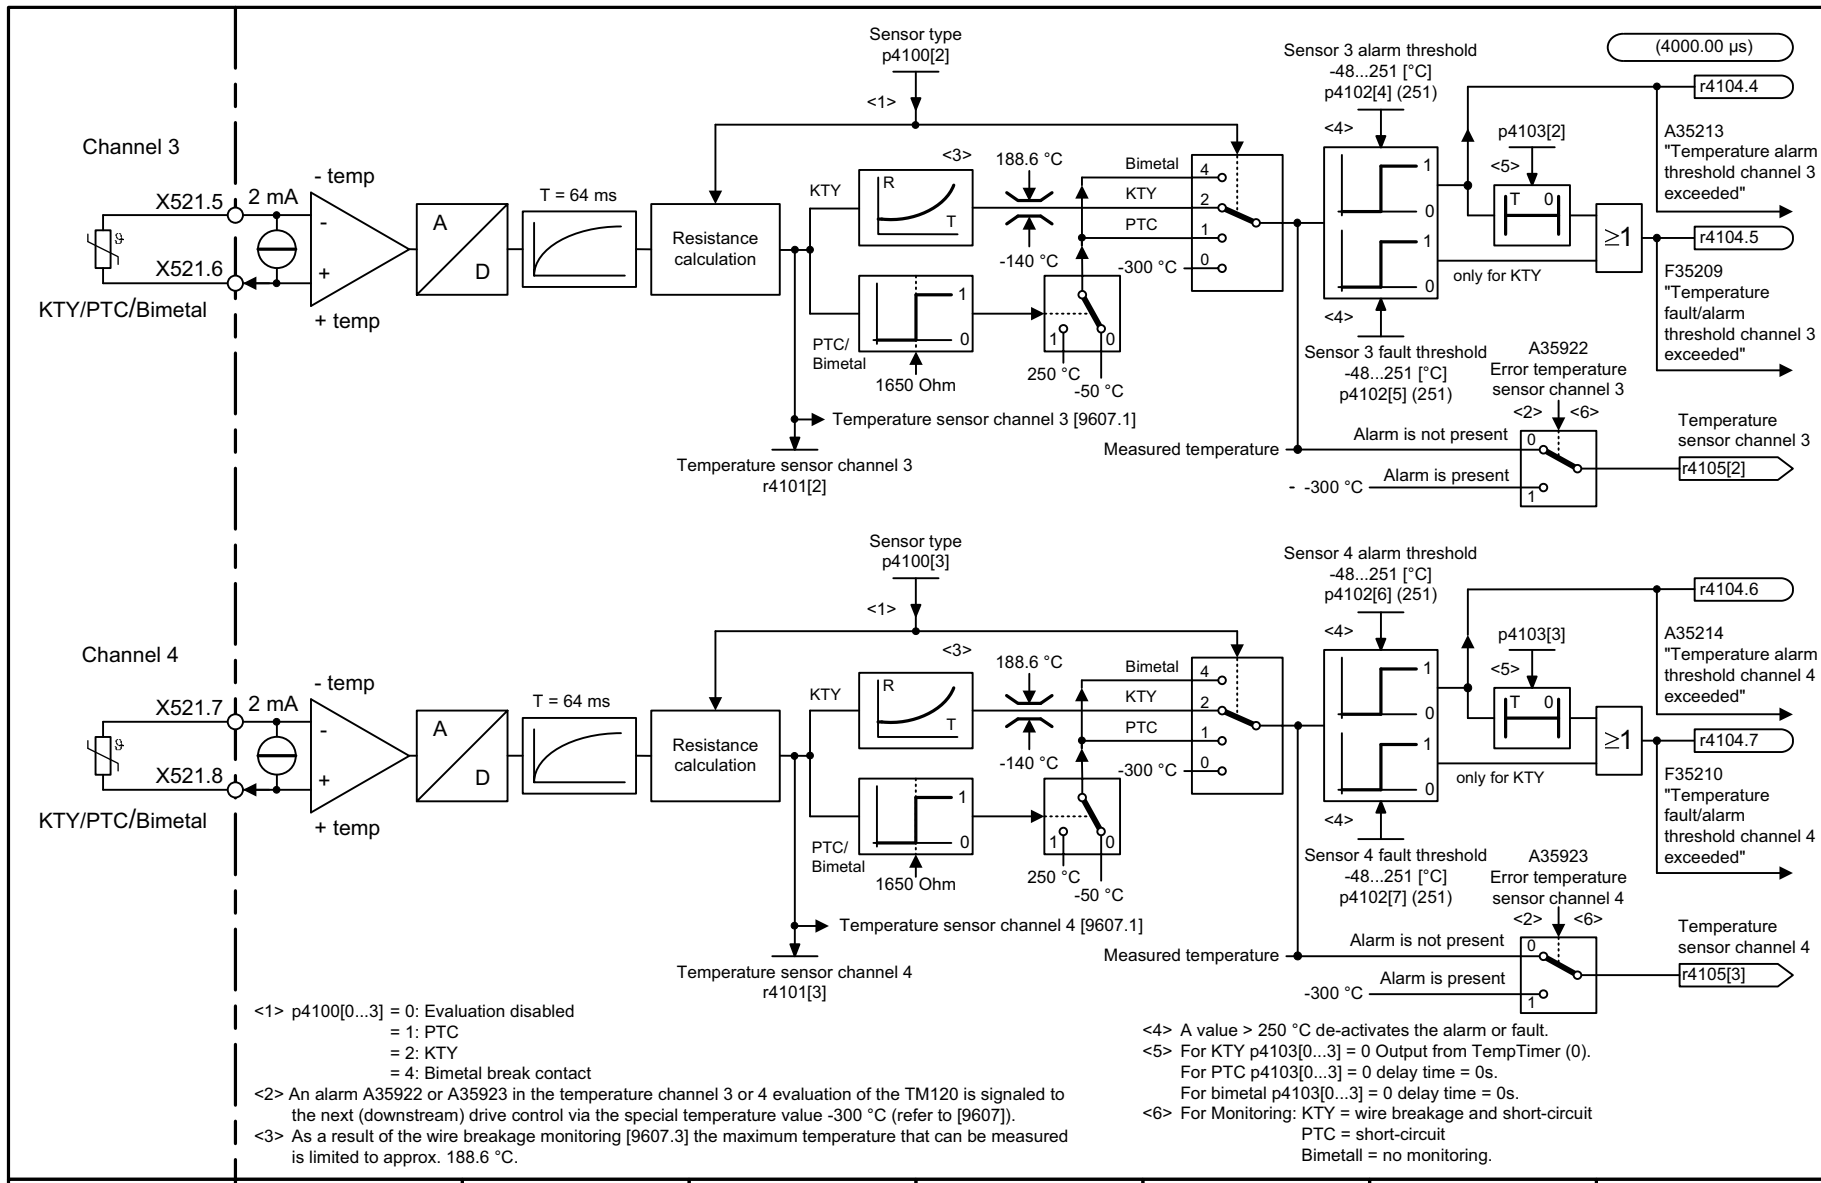 (4000.00 µs)
Sensor type
p4100[2]
<1>
Sensor 3 alarm threshold
-48...251 [°C]
p4102[4] (251)
<4>
r4104.4
p4103[2]
<5>
A35213
"Temperature alarm
threshold channel 3
exceeded"
Channel 3
X521.5
2 mA
- temp
-
ϑ
X521.6
+
+ temp
KTY/PTC/Bimetal
A
D
T = 64 ms
Resistance
calculation
KTY
<3>
R
T
188.6 °C
-140 °C
Bimetal
4
KTY
2
PTC
1
-300 °C
0
1
0
1
0
T
0
≥1
only for KTY
r4104.5
F35209
"Temperature
fault/alarm
threshold channel 3
exceeded"
PTC/
Bimetal
1
0
1650 Ohm
1
0
250 °C
-50 °C
<4>
Sensor 3 fault threshold
-48...251 [°C]
p4102[5] (251)
A35922
Error temperature
sensor channel 3
<2>
<6>
Temperature sensor channel 3 [9607.1]
Temperature sensor channel 3
r4101[2]
Measured temperature
Alarm is not present
0
- -300 °C
Alarm is present
1
Temperature
sensor channel 3
r4105[2]
Sensor type
p4100[3]
<1>
Sensor 4 alarm threshold
-48...251 [°C]
p4102[6] (251)
<4>
r4104.6
p4103[3]
<5>
A35214
"Temperature alarm
threshold channel 4
exceeded"
Channel 4
X521.7
2 mA
- temp
-
ϑ
X521.8
+
+ temp
KTY/PTC/Bimetal
A
D
T = 64 ms
Resistance
calculation
KTY
<3>
R
T
188.6 °C
-140 °C
Bimetal
4
KTY
2
PTC
1
-300 °C
0
1
0
1
0
T
0
≥1
only for KTY
r4104.7
F35210
"Temperature
fault/alarm
threshold channel 4
exceeded"
PTC/
Bimetal
1
0
1650 Ohm
1
0
250 °C
-50 °C
<4>
Sensor 4 fault threshold
-48...251 [°C]
p4102[7] (251)
A35923
Error temperature
sensor channel 4
<2>
<6>
Temperature sensor channel 4 [9607.1]
Temperature sensor channel 4
r4101[3]
Measured temperature
Alarm is not present
0
-300 °C
Alarm is present
1
Temperature
sensor channel 4
r4105[3]
<1> p4100[0...3] = 0: Evaluation disabled
= 1: PTC
= 2: KTY
= 4: Bimetal break contact
<2> An alarm A35922 or A35923 in the temperature channel 3 or 4 evaluation of the TM120 is signaled to
the next (downstream) drive control via the special temperature value -300 °C (refer to [9607]).
<3> As a result of the wire breakage monitoring [9607.3] the maximum temperature that can be measured
is limited to approx. 188.6 °C.
<4> A value > 250 °C de-activates the alarm or fault.
<5> For KTY p4103[0...3] = 0 Output from TempTimer (0).
For PTC p4103[0...3] = 0 delay time = 0s.
For bimetal p4103[0...3] = 0 delay time = 0s.
<6> For Monitoring: KTY = wire breakage and short-circuit
PTC = short-circuit
Bimetall = no monitoring.